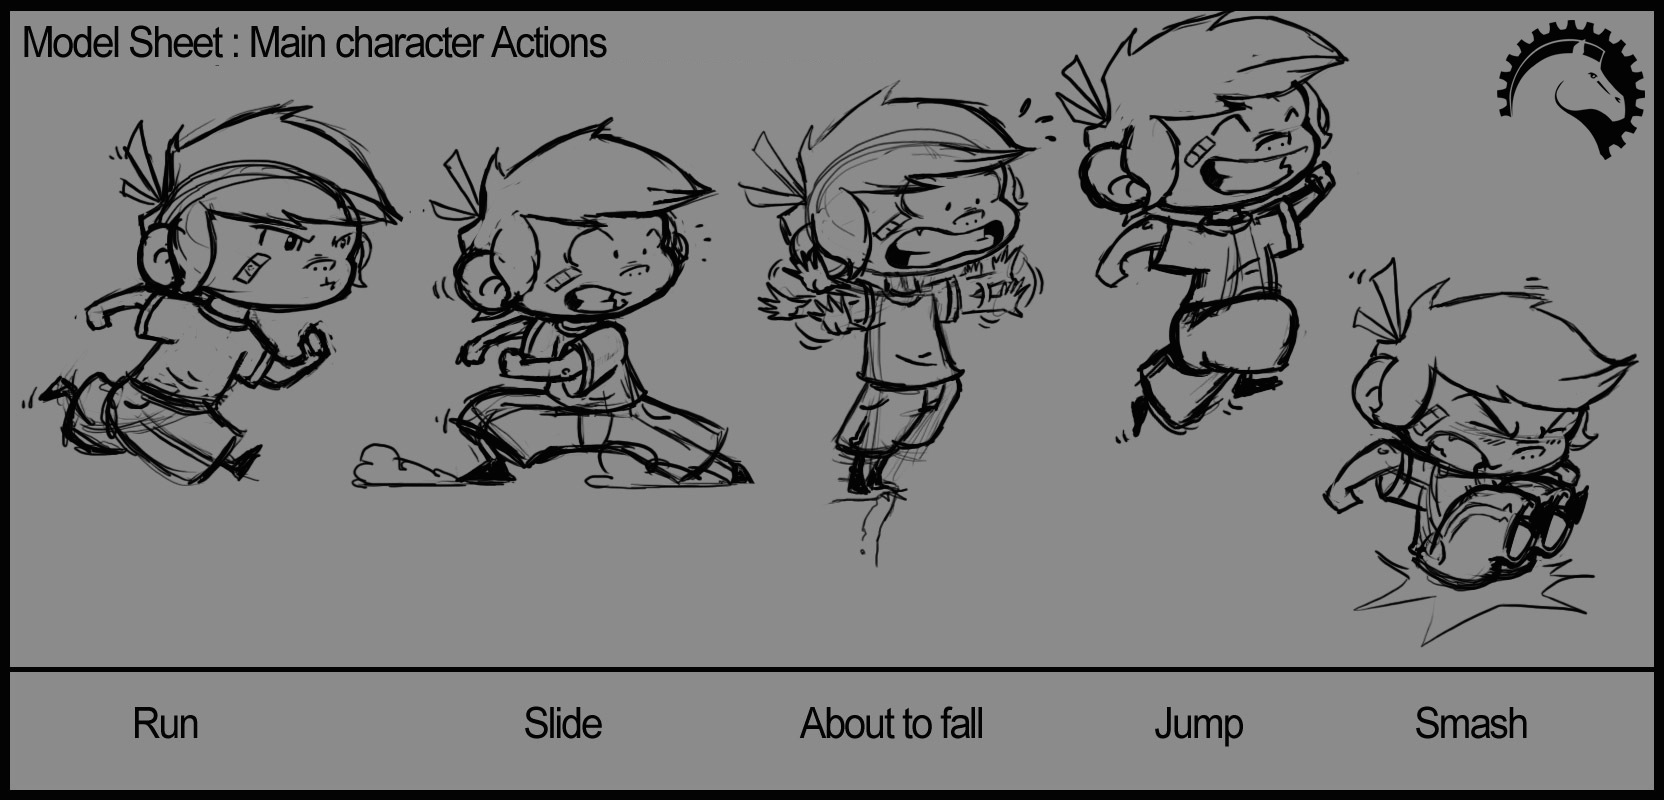 Model Sheet : Main character Actions
Run
Slide
About to fall
Jump
Smash